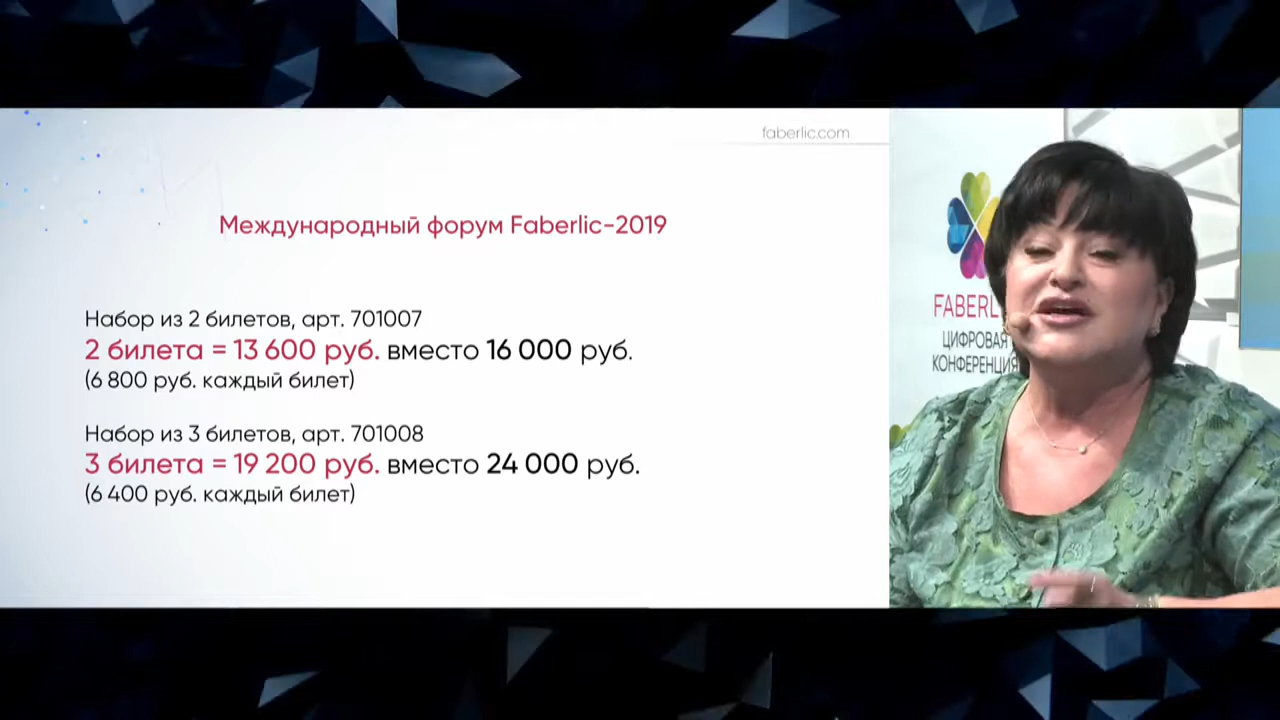 faberlic.com
Международный форум Faberlic-2019
Набор из 2 билетов, арт. 701007
2 билета = 13 600 руб. вместо 16 000 руб.
(6 800 руб. каждый билет)
Набор из 3 билетов, арт. 701008
3 билета = 19 200 руб. вместо 24 000 руб.
(6 400 руб. каждый билет)
FABERL
ЦИФРОВАЯ
КОНФЕРЕНЦИЯ